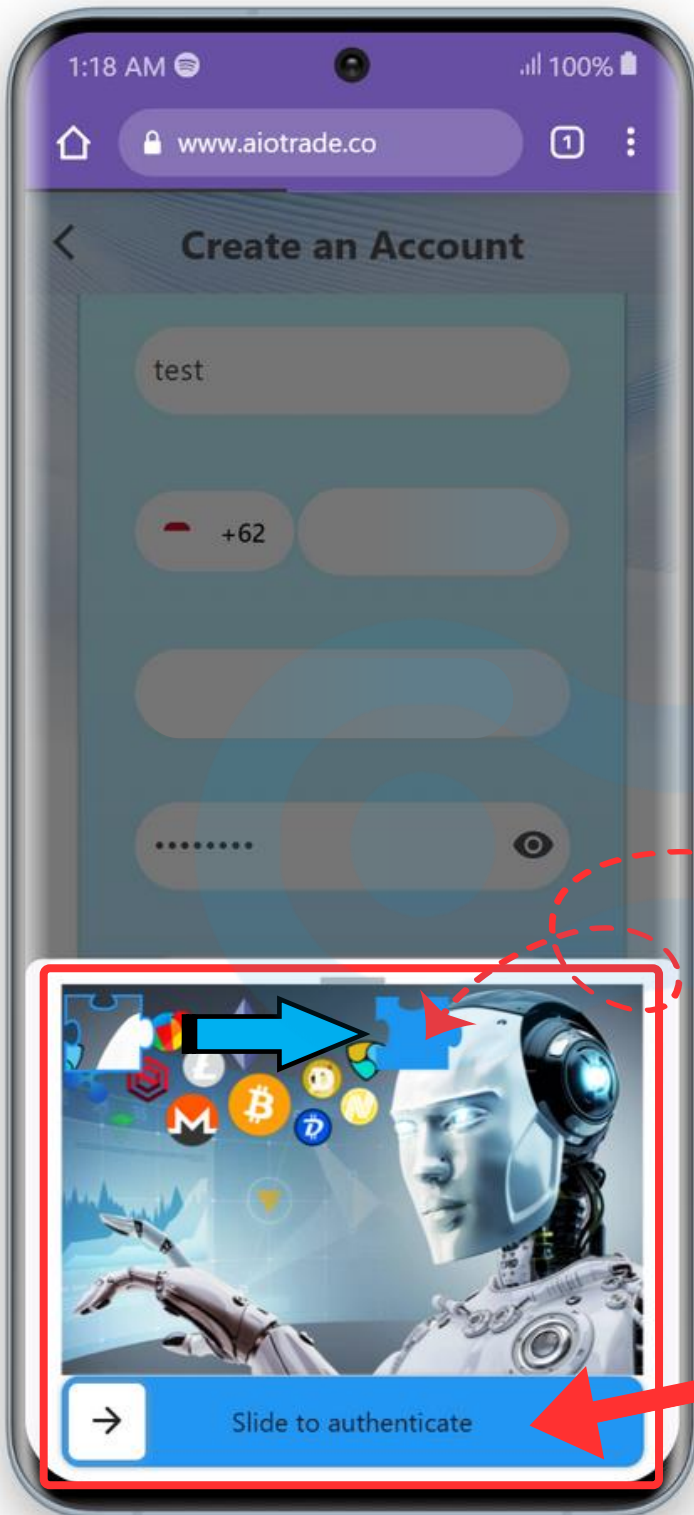 1:18 AM
100%
www.aiotrade.co
1
Create an Account
test
+62
Slide to authenticate